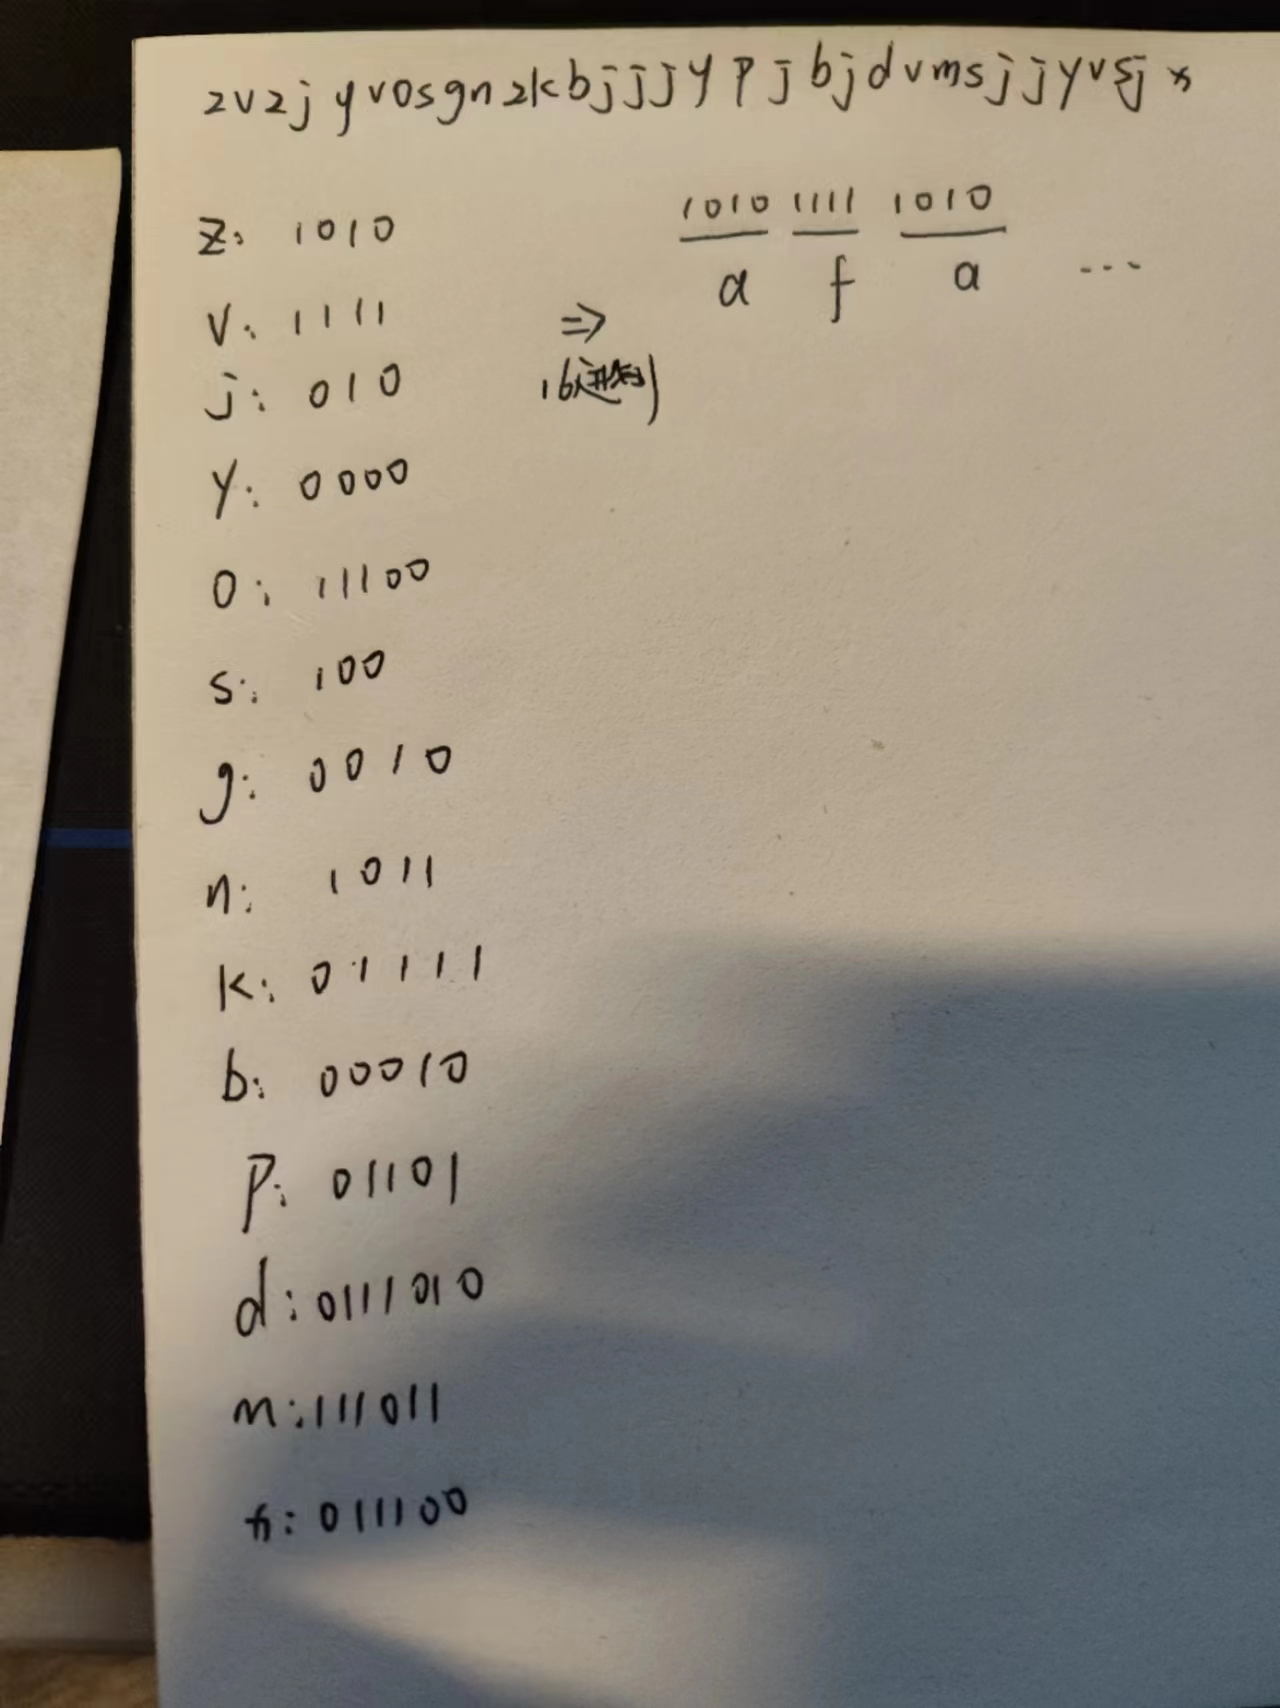 zvzjyvosgnzkbjjjypjbjdvmsjjyvsjx
z: 1010
1010 1111 1010
a f a ...
v: 1111
⇒
j: 010
16进制
y: 0000
o: 11100
s: 100
g: 0010
n: 1011
k: 01111
b: 00010
p: 01101
d: 0111010
m: 111011
x: 011100